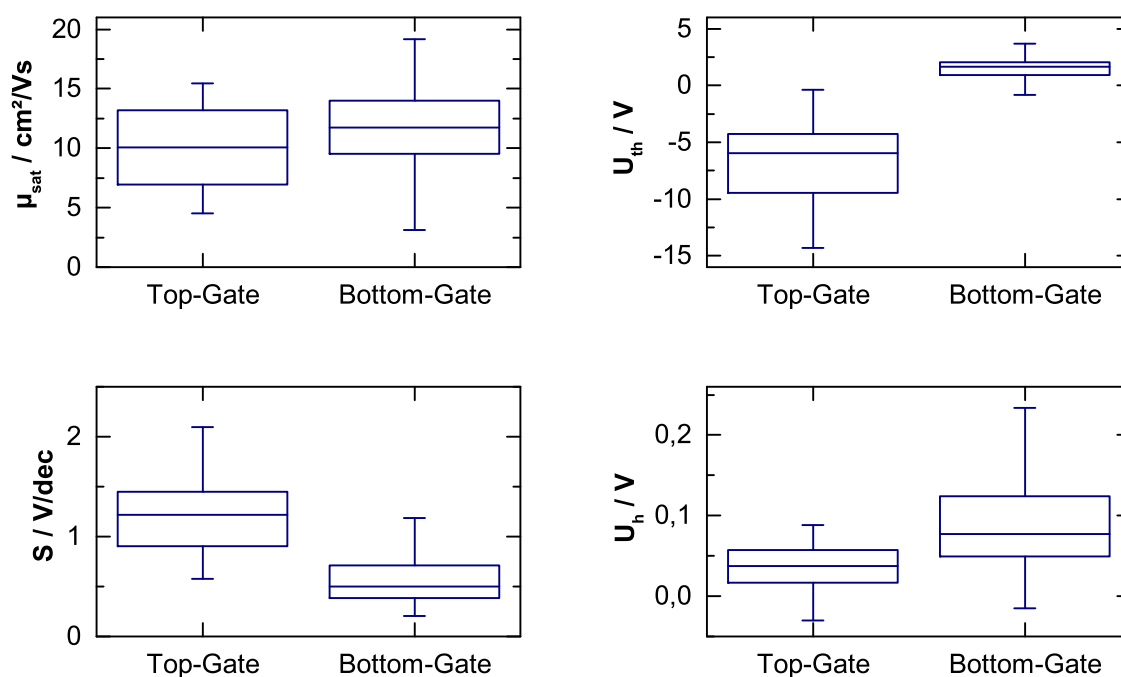 20
15
10
5
0
µsat / cm²/Vs
Top-Gate
Bottom-Gate
5
0
-5
-10
-15
Uth / V
Top-Gate
Bottom-Gate
2
1
0
S / V/dec
Top-Gate
Bottom-Gate
0,2
0,1
0,0
Uh / V
Top-Gate
Bottom-Gate